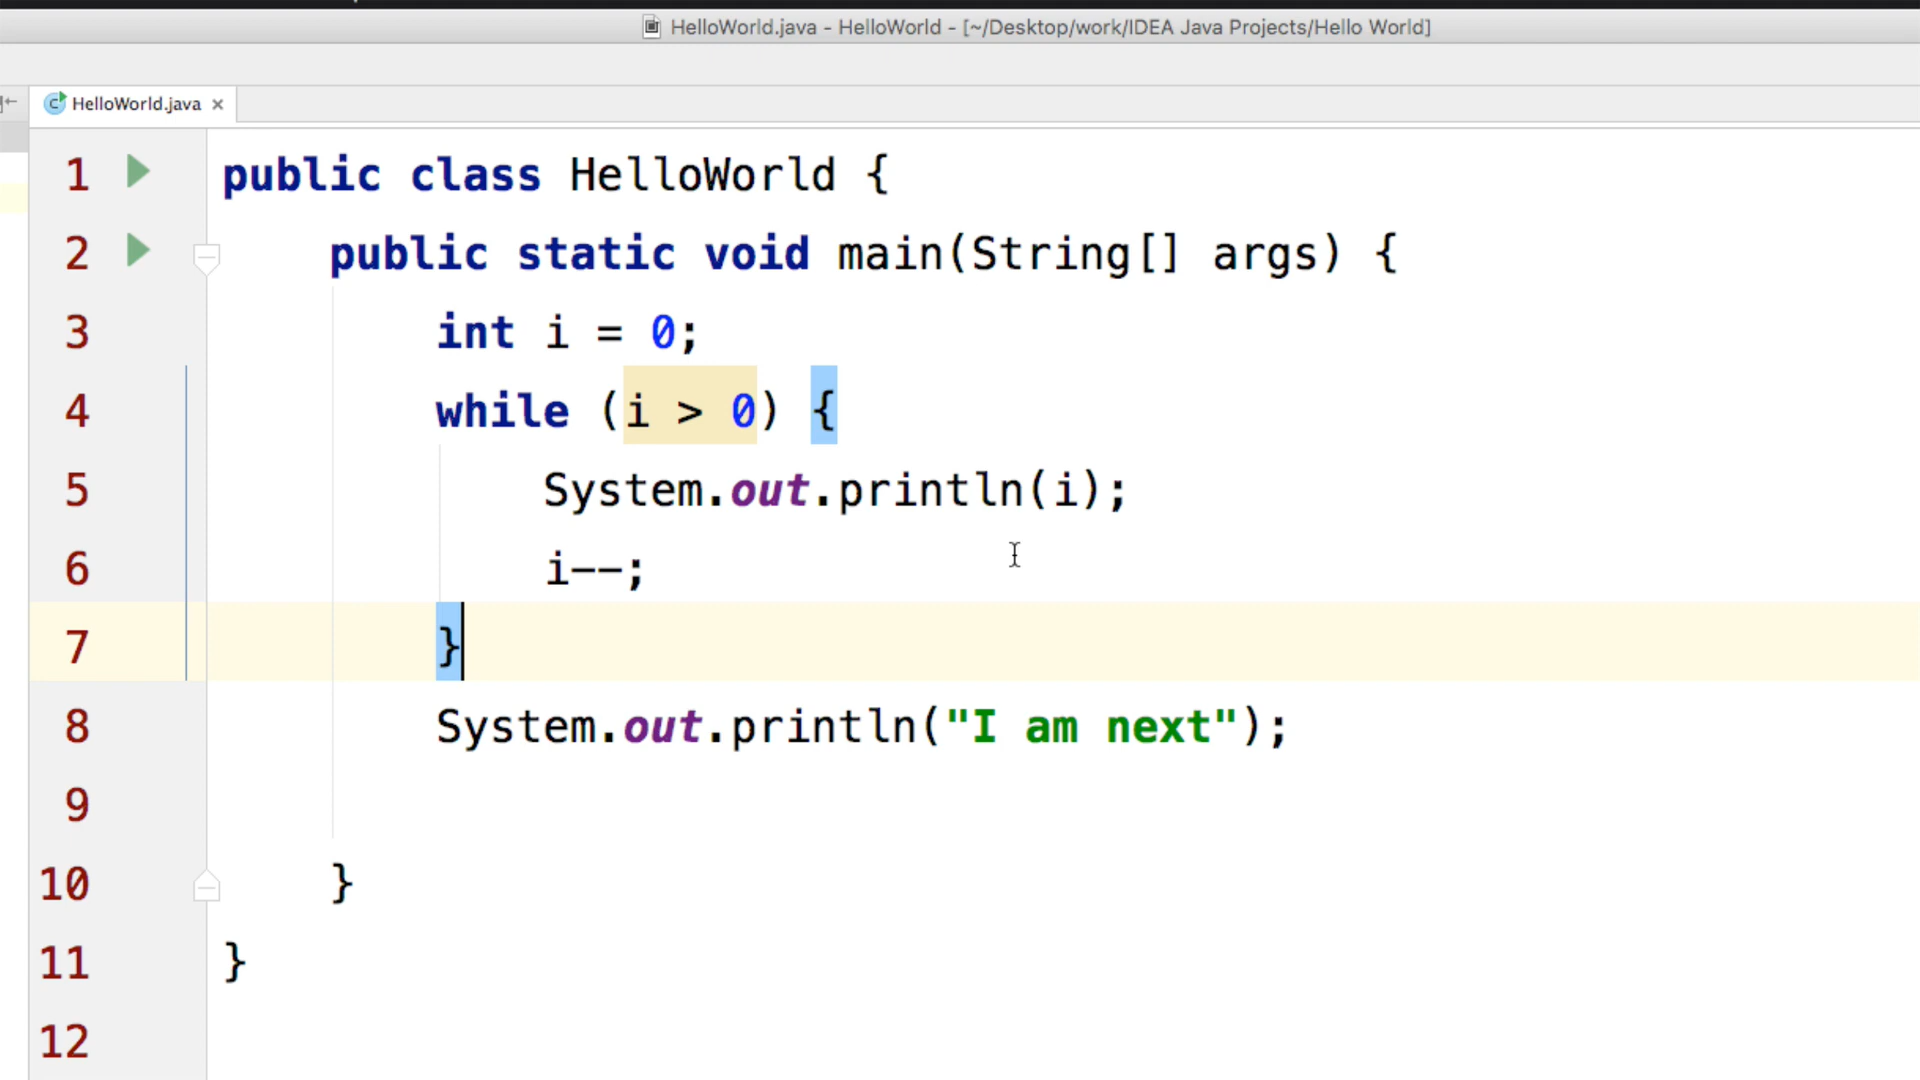 HelloWorld.java - HelloWorld - [~/Desktop/work/IDEA Java Projects/Hello World]
HelloWorld.java
1 public class HelloWorld {
2 public static void main(String[] args) {
3 int i = 0;
4 while (i > 0) {
5 System.out.println(i);
6 i--;
7 }
8 System.out.println("I am next");
9
10 }
11 }
12